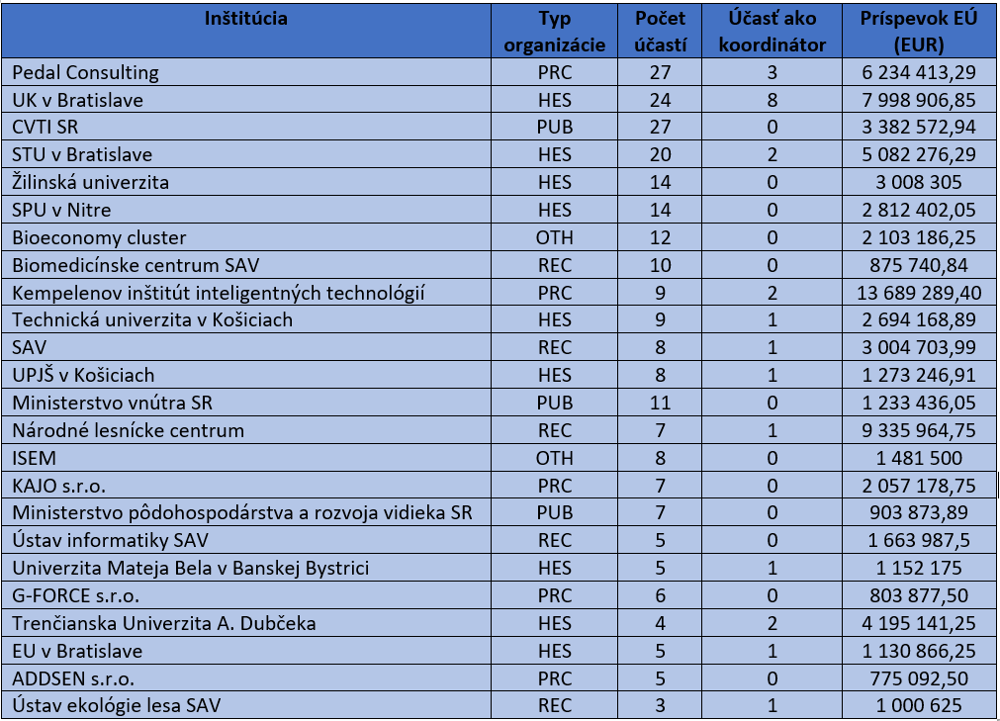 Inštitúcia Typ organizácie Počet účastí Účasť ako koordinátor Príspevok EÚ (EUR)
Pedal Consulting PRC 27 3 6 234 413,29
UK v Bratislave HES 24 8 7 998 906,85
CVTI SR PUB 27 0 3 382 572,94
STU v Bratislave HES 20 2 5 082 276,29
Žilinská univerzita HES 14 0 3 008 305
SPU v Nitre HES 14 0 2 812 402,05
Bioeconomy cluster OTH 12 0 2 103 186,25
Biomedicínske centrum SAV REC 10 0 875 740,84
Kempelenov inštitút inteligentných technológií PRC 9 2 13 689 289,40
Technická univerzita v Košiciach HES 9 1 2 694 168,89
SAV REC 8 1 3 004 703,99
UPJŠ v Košiciach HES 8 1 1 273 246,91
Ministerstvo vnútra SR PUB 11 0 1 233 436,05
Národné lesnícke centrum REC 7 1 9 335 964,75
ISEM OTH 8 0 1 481 500
KAJO s.r.o. PRC 7 0 2 057 178,75
Ministerstvo pôdohospodárstva a rozvoja vidieka SR PUB 7 0 903 873,89
Ústav informatiky SAV REC 5 0 1 663 987,5
Univerzita Mateja Bela v Banskej Bystrici HES 5 1 1 152 175
G-FORCE s.r.o. PRC 6 0 803 877,50
Trenčianska Univerzita A. Dubčeka HES 4 2 4 195 141,25
EU v Bratislave HES 5 1 1 130 866,25
ADDSEN s.r.o. PRC 5 0 775 092,50
Ústav ekológie lesa SAV REC 3 1 1 000 625